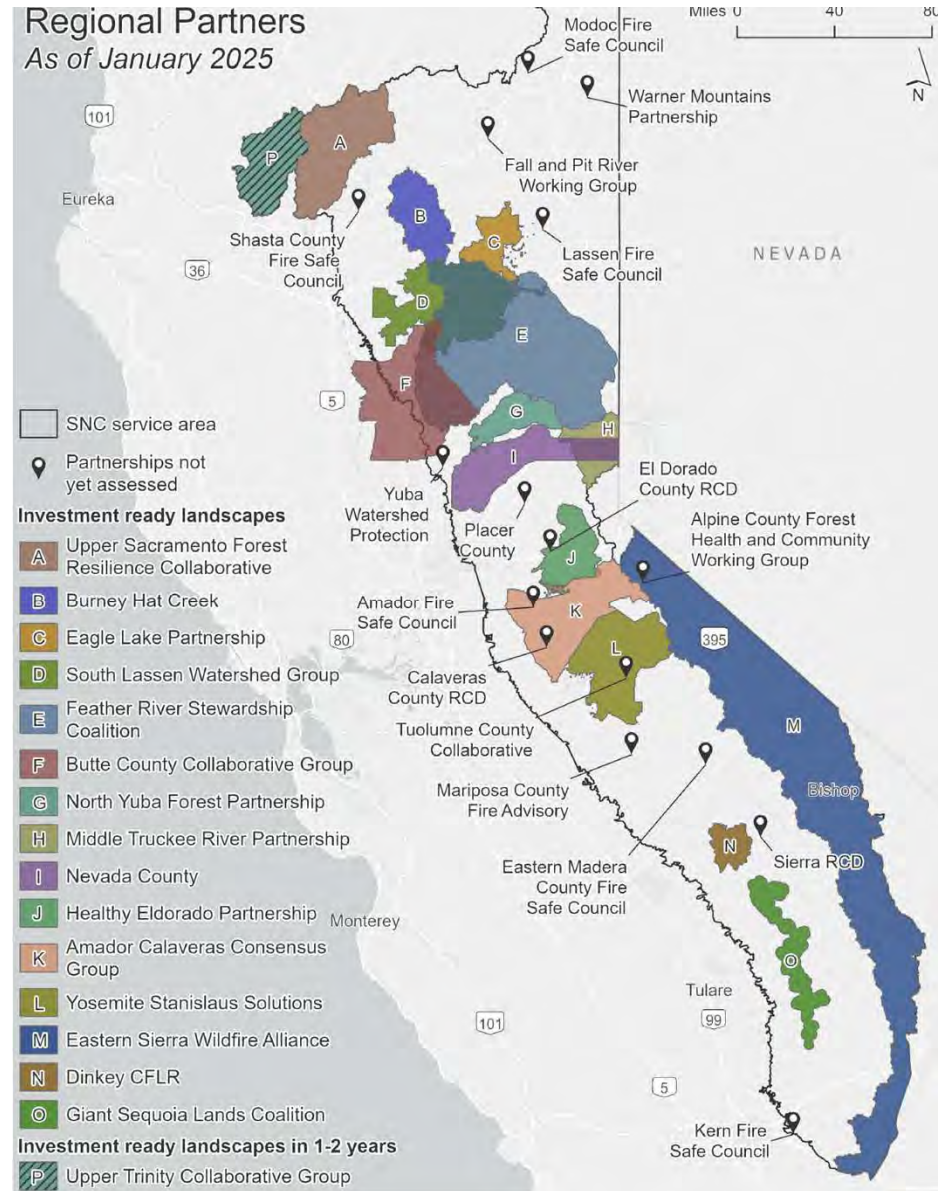 Regional Partners
As of January 2025
Miles 0 40 80
N
Modoc Fire
Safe Council
Warner Mountains
Partnership
Fall and Pit River
Working Group
Lassen Fire
Safe Council
Shasta County
Fire Safe
Council
101
Eureka
36
NEVADA
P
A
B
C
D
E
F
G
H
I
5
Yuba
Watershed
Protection
Placer
County
El Dorado
County RCD
Alpine County Forest
Health and Community
Working Group
J
Amador Fire
Safe Council
K
80
L
395
Calaveras
County RCD
Tuolumne County
Collaborative
M
Mariposa County
Fire Advisory
Bishop
N
Sierra RCD
Eastern Madera
County Fire
Safe Council
Monterey
O
Tulare
99
101
5
Kern Fire
Safe Council
SNC service area
Partnerships not
yet assessed
Investment ready landscapes
A Upper Sacramento Forest
Resilience Collaborative
B Burney Hat Creek
C Eagle Lake Partnership
D South Lassen Watershed Group
E Feather River Stewardship
Coalition
F Butte County Collaborative Group
G North Yuba Forest Partnership
H Middle Truckee River Partnership
I Nevada County
J Healthy Eldorado Partnership
K Amador Calaveras Consensus
Group
L Yosemite Stanislaus Solutions
M Eastern Sierra Wildfire Alliance
N Dinkey CFLR
O Giant Sequoia Lands Coalition
Investment ready landscapes in 1-2 years
P Upper Trinity Collaborative Group